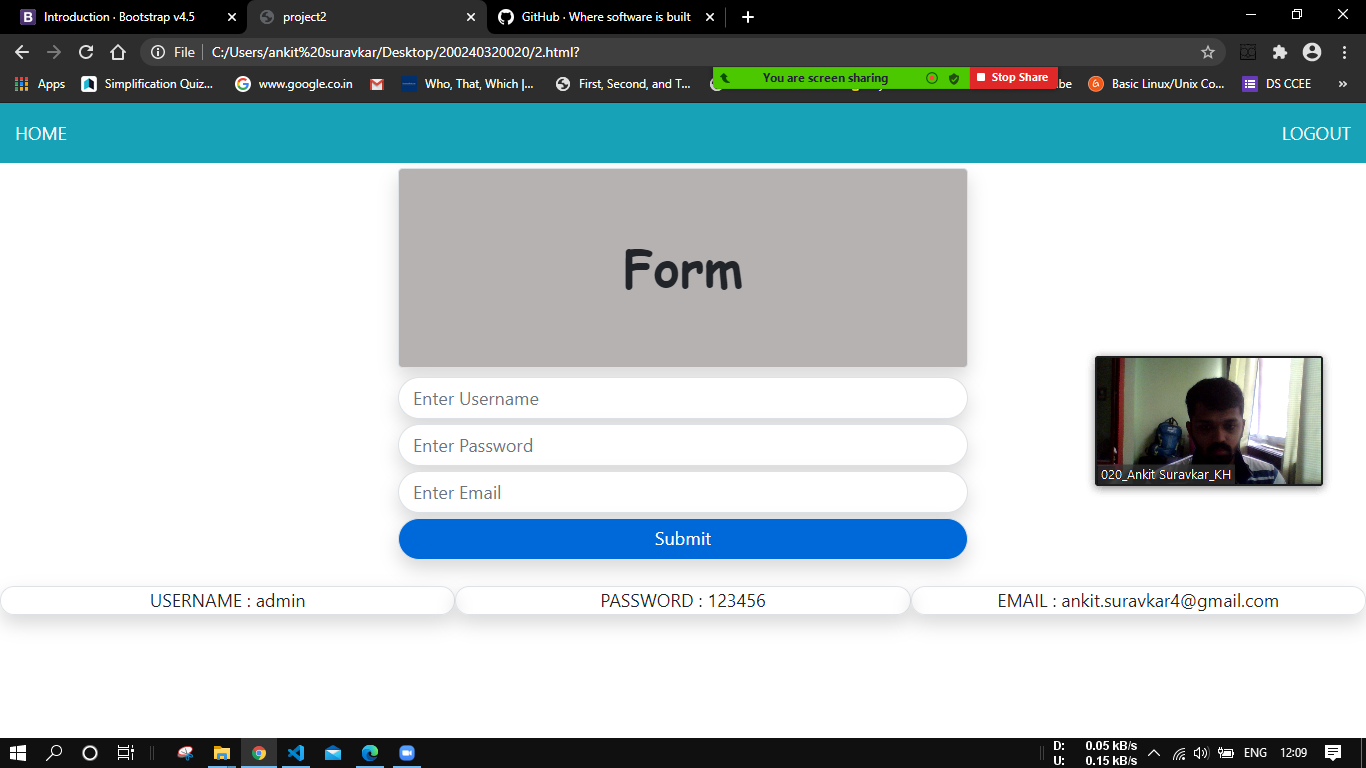 Introduction · Bootstrap v4.5
project2
GitHub · Where software is built
File
C:/Users/ankit%20suravkar/Desktop/200240320020/2.html?
Apps
Simplification Quiz...
www.google.co.in
Who, That, Which |...
First, Second, and T...
You are screen sharing
Stop Share
be
Basic Linux/Unix Co...
DS CCEE
»
HOME
LOGOUT
Form
Enter Username
Enter Password
Enter Email
020_Ankit Suravkar_KH
Submit
USERNAME : admin
PASSWORD : 123456
EMAIL : ankit.suravkar4@gmail.com
D: 0.05 kB/s
U: 0.15 kB/s
ENG
12:09